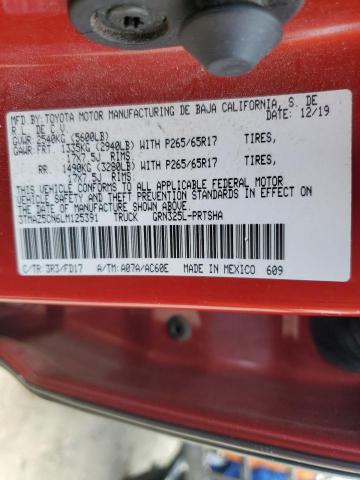 MFD.BY:TOYOTA MOTOR MANUFACTURING DE BAJA CALIFORNIA, S. DE
R.L. DE C.V. DATE: 12/19
GVWR 2540KG (5600LB)
GAWR:FRT. 1335KG (2940LB) WITH P265/65R17 TIRES,
17X7.5J RIMS,
RR. 1490KG (3280LB) WITH P265/65R17 TIRES,
17X7.5J RIMS,
THIS VEHICLE CONFORMS TO ALL APPLICABLE FEDERAL MOTOR
VEHICLE SAFETY STANDARDS IN EFFECT ON THE DATE OF
MANUFACTURE SHOWN ABOVE.
3TMAZ5CN6LM125391 TRUCK GRN325L-PRTSHA
C/TR:3R3/FD17 A/TM:A07A/AC60E MADE IN MEXICO 609